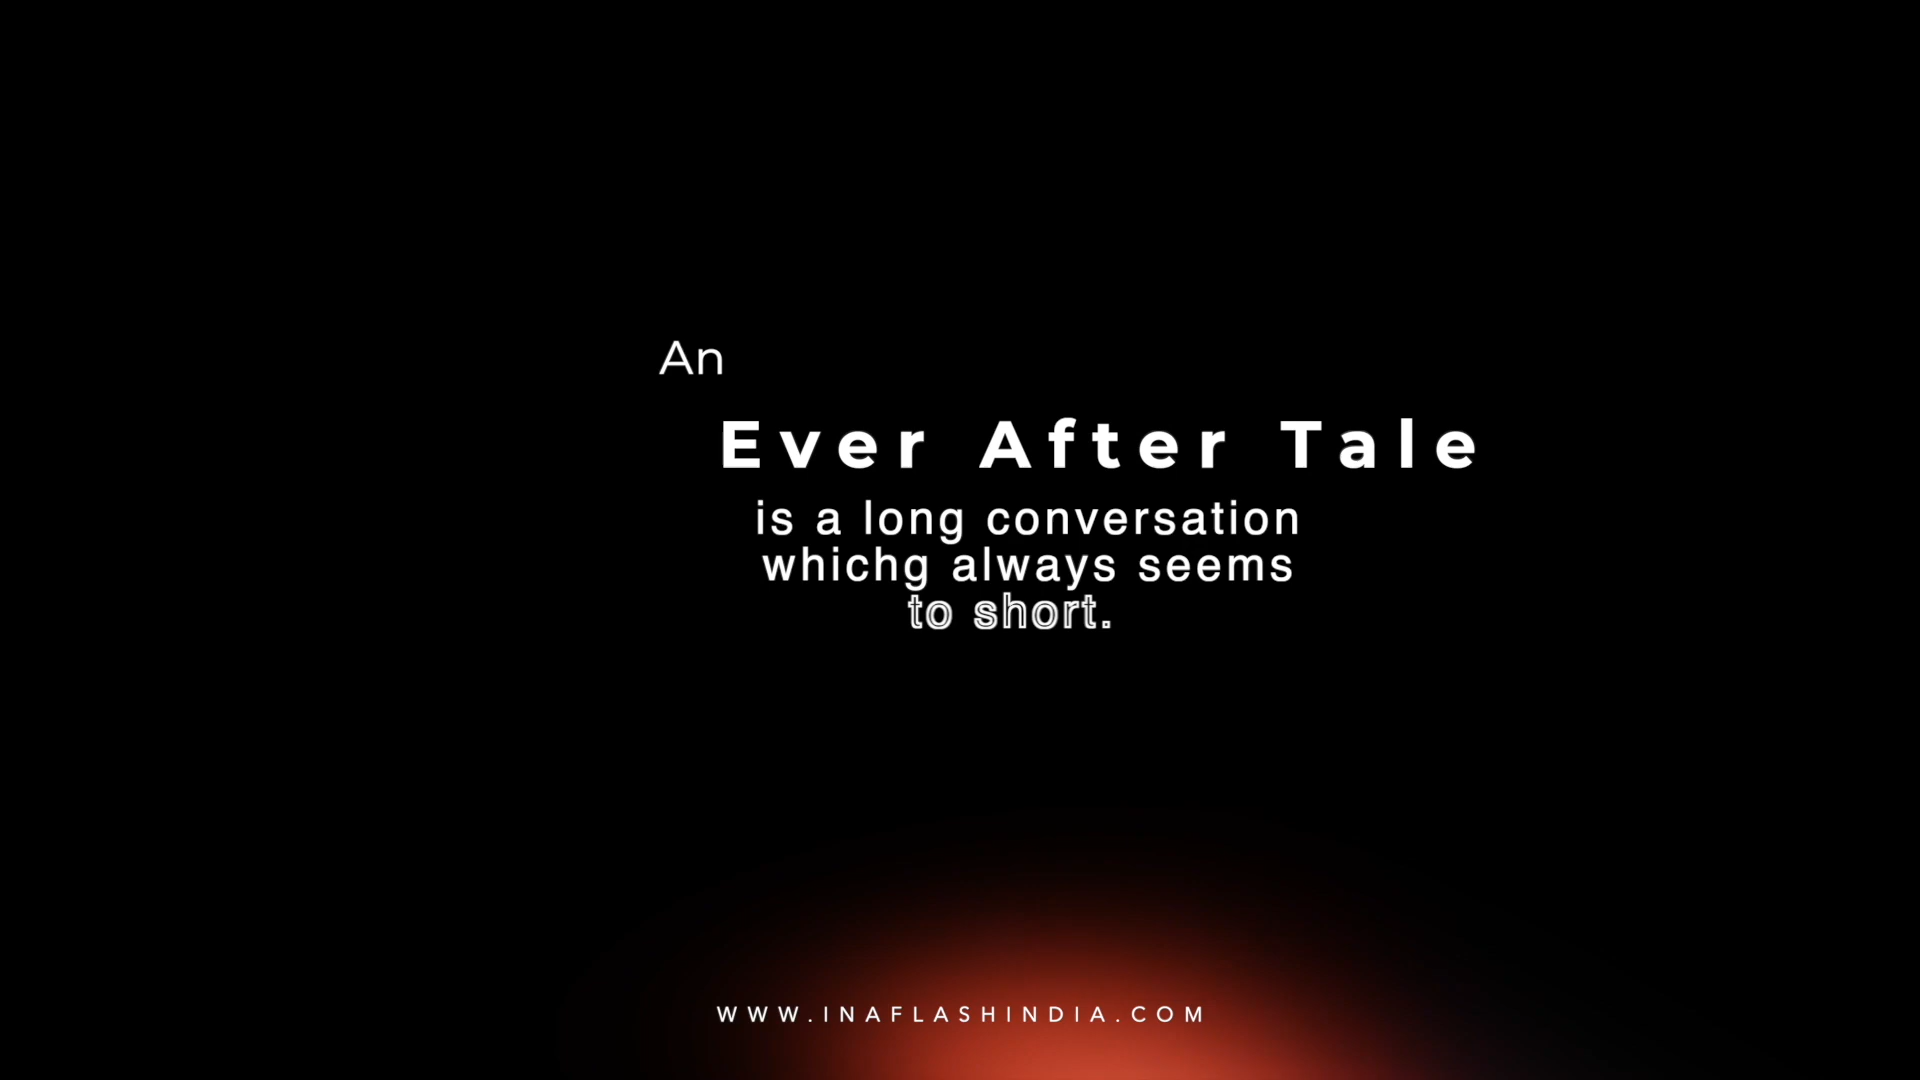 An
Ever After Tale
is a long conversation
whichg always seems
to short.
WWW.INAFLASHINDIA.COM